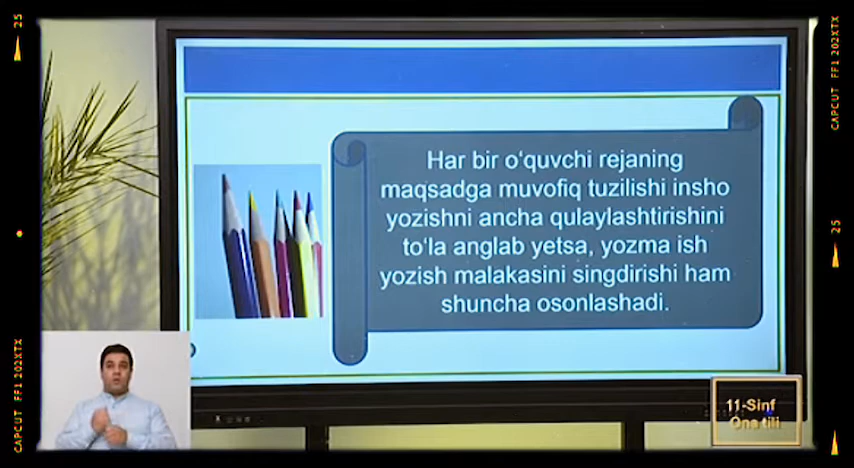 25
CAPCUT FF1 202XTX
Har bir o‘quvchi rejaning
maqsadga muvofiq tuzilishi insho
yozishni ancha qulaylashtirishini
to‘la anglab yetsa, yozma ish
yozish malakasini singdirishi ham
shuncha osonlashadi.
25
CAPCUT FF1 202XTX
11-Sinf
Ona tili